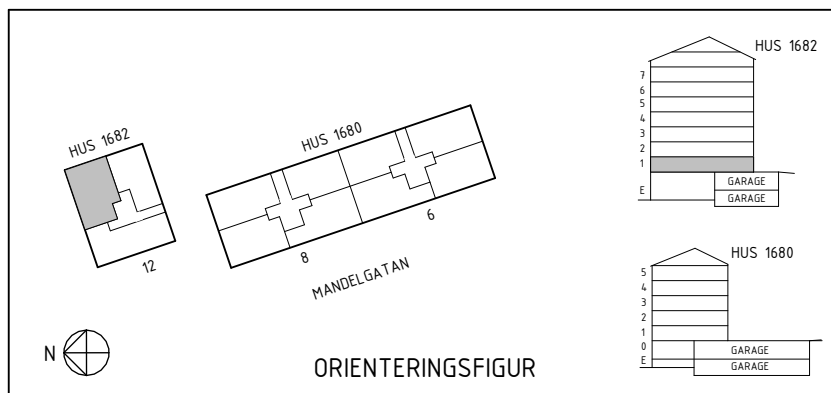 HUS 1682
HUS 1680
12
8
6
MANDELGATAN
N
ORIENTERINGSFIGUR
HUS 1682
7
6
5
4
3
2
1
E
GARAGE
GARAGE
HUS 1680
5
4
3
2
1
0
E
GARAGE
GARAGE